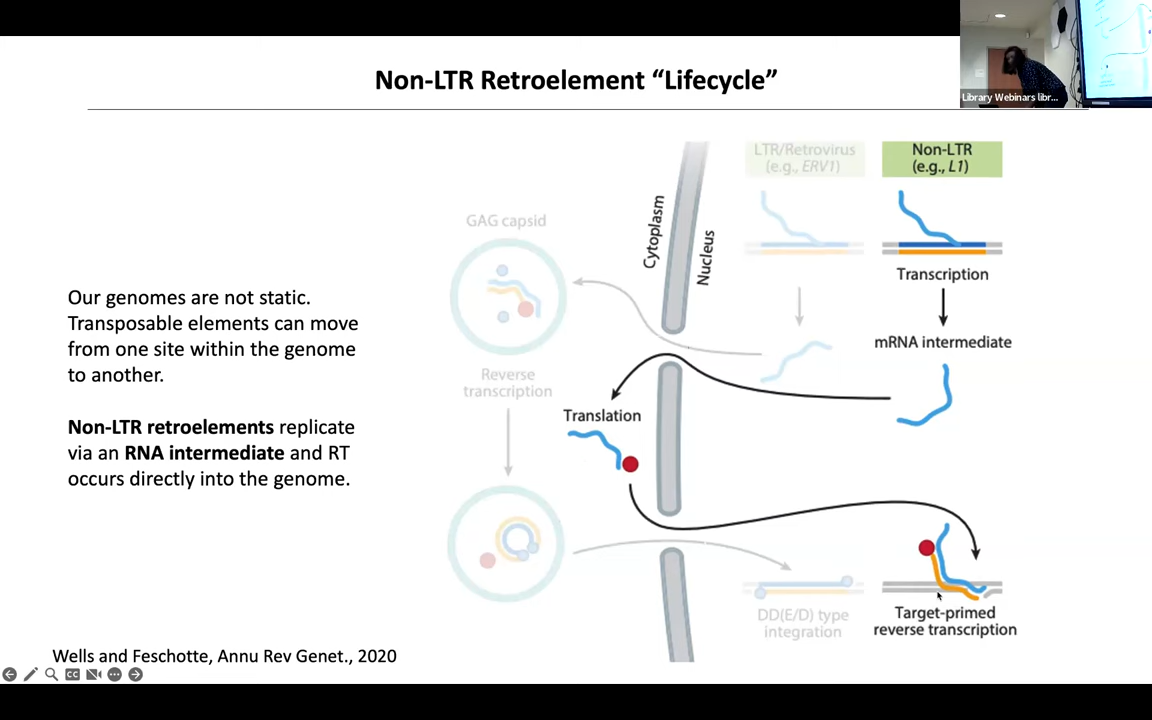 Non-LTR Retroelement “Lifecycle”
Library Webinars libr...
Our genomes are not static.
Transposable elements can move
from one site within the genome
to another.
Non-LTR retroelements replicate
via an RNA intermediate and RT
occurs directly into the genome.
GAG capsid
Reverse
transcription
Cytoplasm
Nucleus
LTR/Retrovirus
(e.g., ERV1)
Non-LTR
(e.g., L1)
Transcription
mRNA intermediate
Translation
DD(E/D) type
integration
Target-primed
reverse transcription
Wells and Feschotte, Annu Rev Genet., 2020
CC